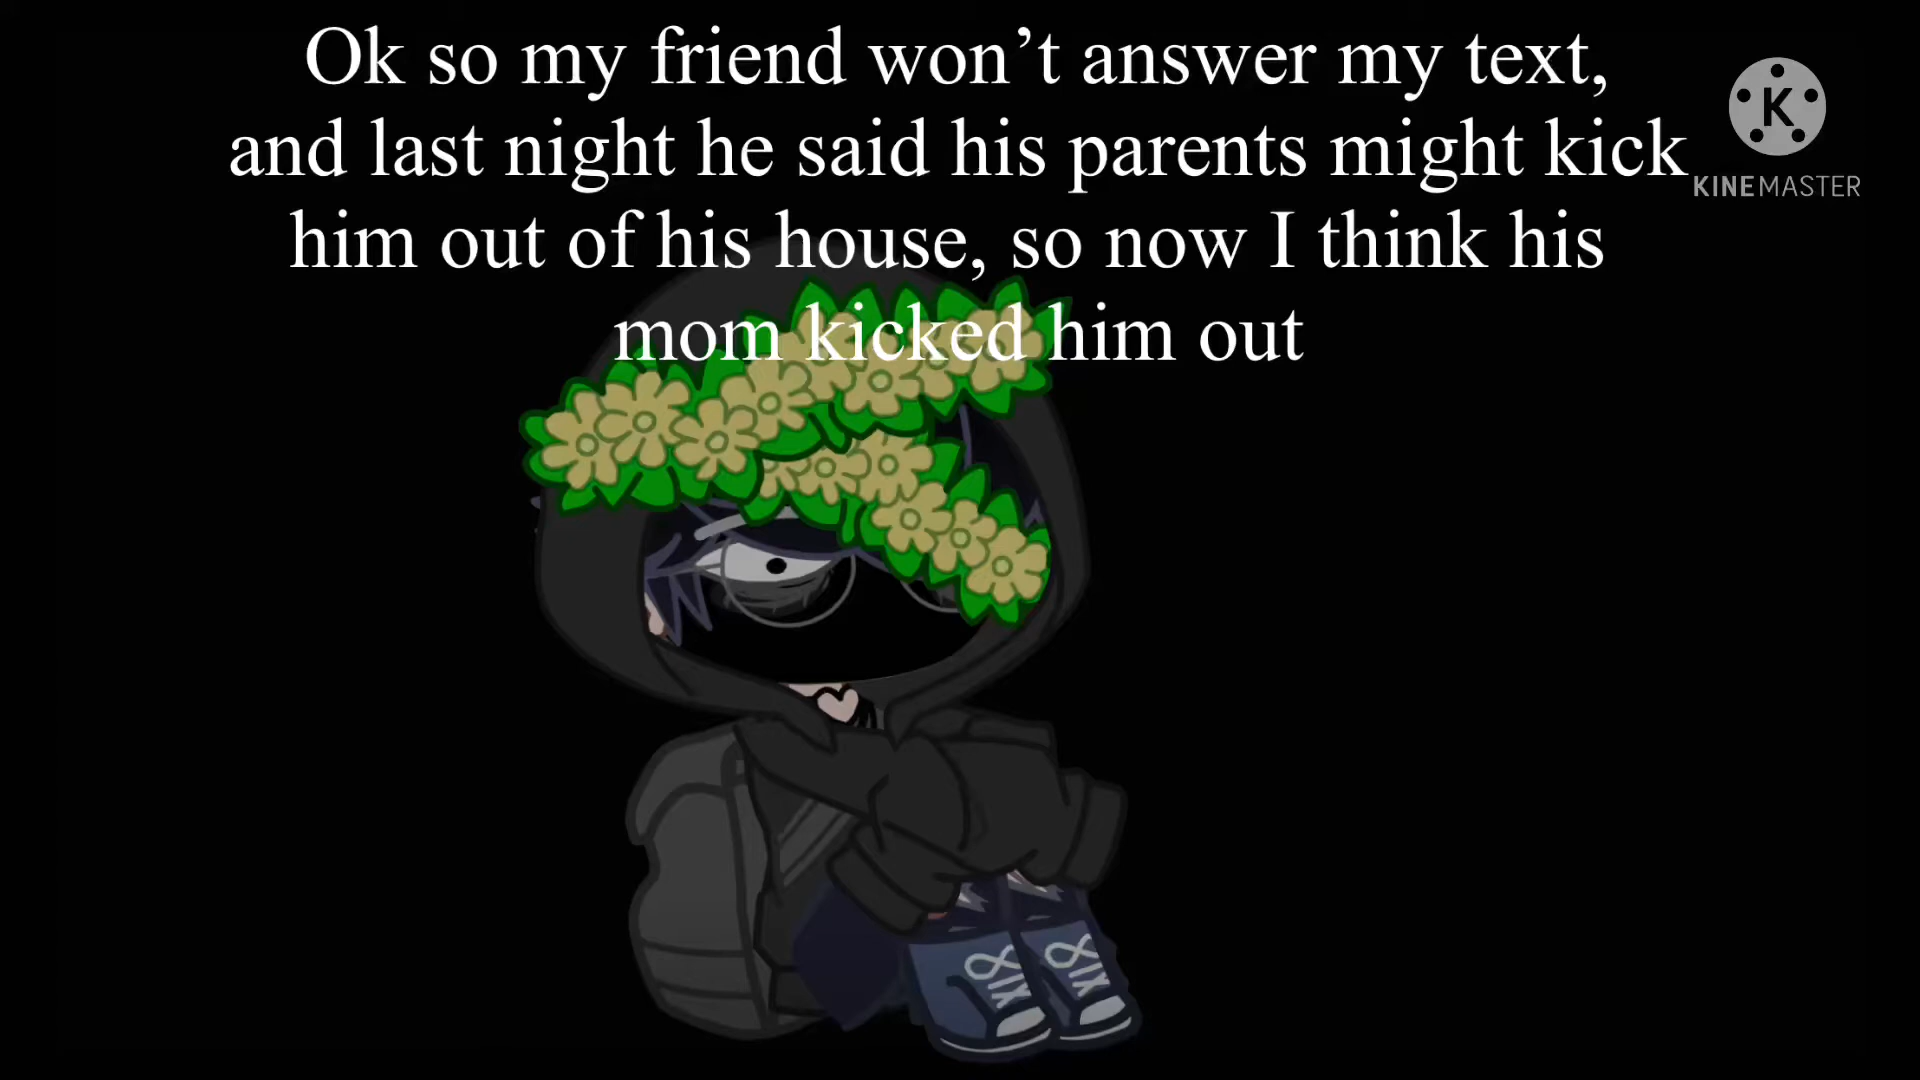 Ok so my friend won’t answer my text,
and last night he said his parents might kick
him out of his house, so now I think his
mom kicked him out
K
KINEMASTER